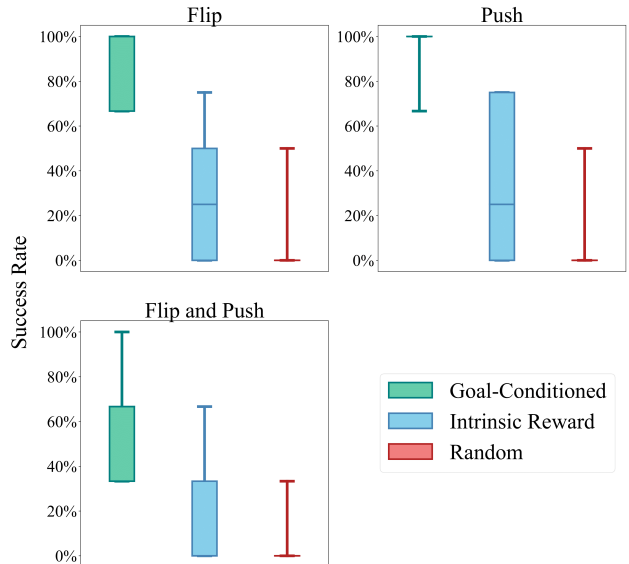 Flip
100%
80%
60%
40%
20%
0%
Push
100%
80%
60%
40%
20%
0%
Success Rate
Flip and Push
100%
80%
60%
40%
20%
0%
Goal-Conditioned
Intrinsic Reward
Random